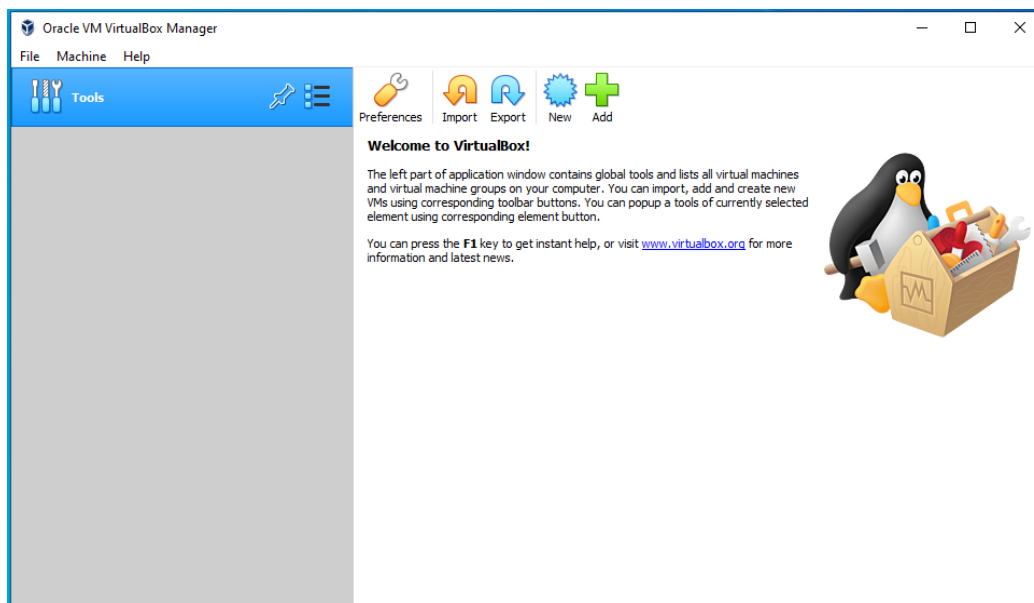 Oracle VM VirtualBox Manager
File Machine Help
Tools
Preferences Import Export New Add
Welcome to VirtualBox!
The left part of application window contains global tools and lists all virtual machines
and virtual machine groups on your computer. You can import, add and create new
VMs using corresponding toolbar buttons. You can popup a tools of currently selected
element using corresponding element button.
You can press the F1 key to get instant help, or visit www.virtualbox.org for more
information and latest news.